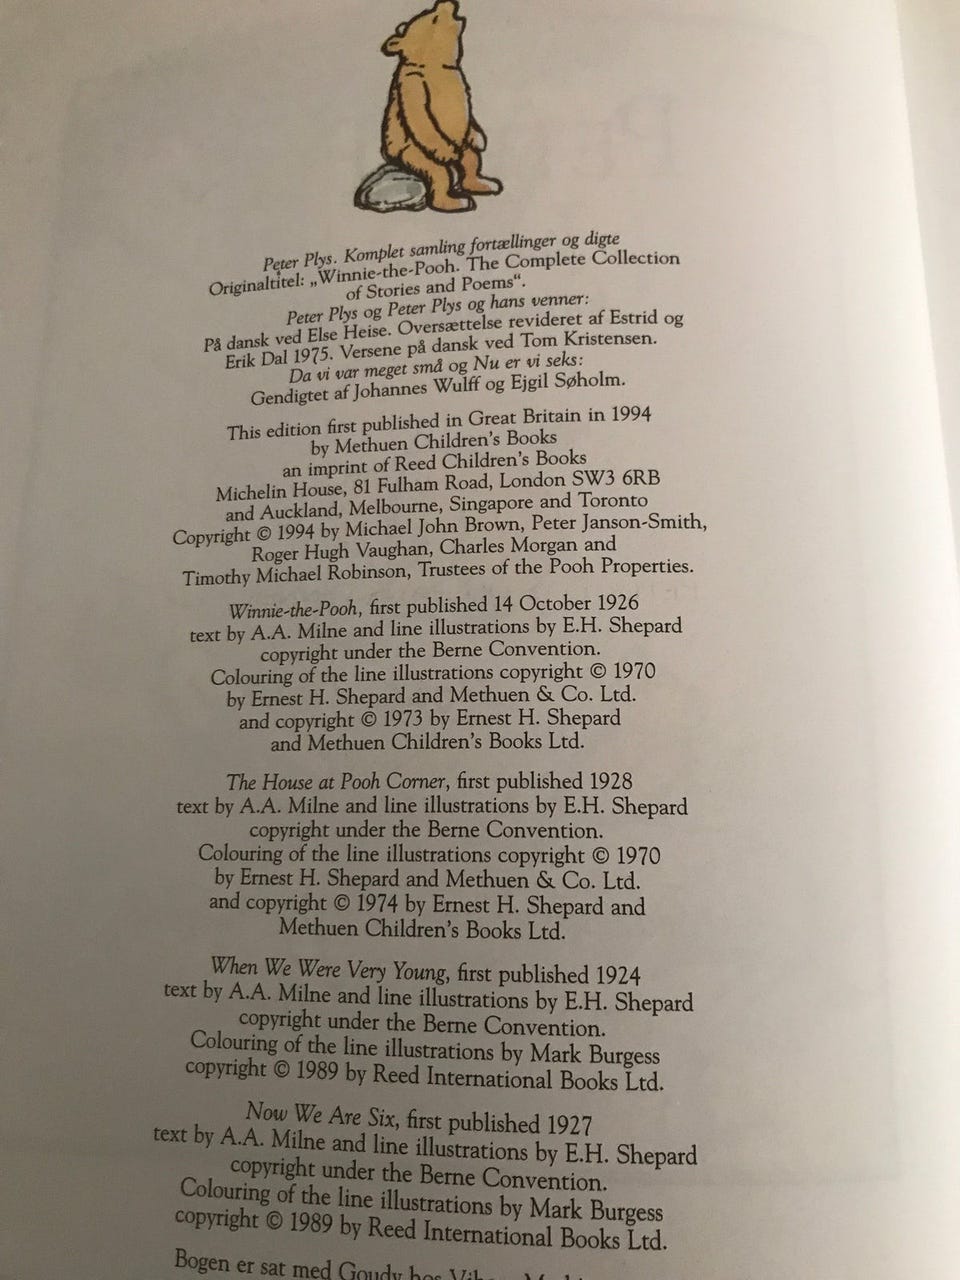 Peter Plys. Komplet samling fortællinger og digte
Originaltitel: „Winnie-the-Pooh. The Complete Collection
of Stories and Poems“.
Peter Plys og Peter Plys og hans venner:
På dansk ved Else Heise. Oversættelse revideret af Estrid og
Erik Dal 1975. Versene på dansk ved Tom Kristensen.
Da vi var meget små og Nu er vi seks:
Gendigtet af Johannes Wulff og Ejgil Søholm.
This edition first published in Great Britain in 1994
by Methuen Children's Books
an imprint of Reed Children's Books
Michelin House, 81 Fulham Road, London SW3 6RB
and Auckland, Melbourne, Singapore and Toronto
Copyright © 1994 by Michael John Brown, Peter Janson-Smith,
Roger Hugh Vaughan, Charles Morgan and
Timothy Michael Robinson, Trustees of the Pooh Properties.
Winnie-the-Pooh, first published 14 October 1926
text by A.A. Milne and line illustrations by E.H. Shepard
copyright under the Berne Convention.
Colouring of the line illustrations copyright © 1970
by Ernest H. Shepard and Methuen & Co. Ltd.
and copyright © 1973 by Ernest H. Shepard
and Methuen Children's Books Ltd.
The House at Pooh Corner, first published 1928
text by A.A. Milne and line illustrations by E.H. Shepard
copyright under the Berne Convention.
Colouring of the line illustrations copyright © 1970
by Ernest H. Shepard and Methuen & Co. Ltd.
and copyright © 1974 by Ernest H. Shepard and
Methuen Children's Books Ltd.
When We Were Very Young, first published 1924
text by A.A. Milne and line illustrations by E.H. Shepard
copyright under the Berne Convention.
Colouring of the line illustrations by Mark Burgess
copyright © 1989 by Reed International Books Ltd.
Now We Are Six, first published 1927
text by A.A. Milne and line illustrations by E.H. Shepard
copyright under the Berne Convention.
Colouring of the line illustrations by Mark Burgess
copyright © 1989 by Reed International Books Ltd.
Bogen er sat med Goudy hos